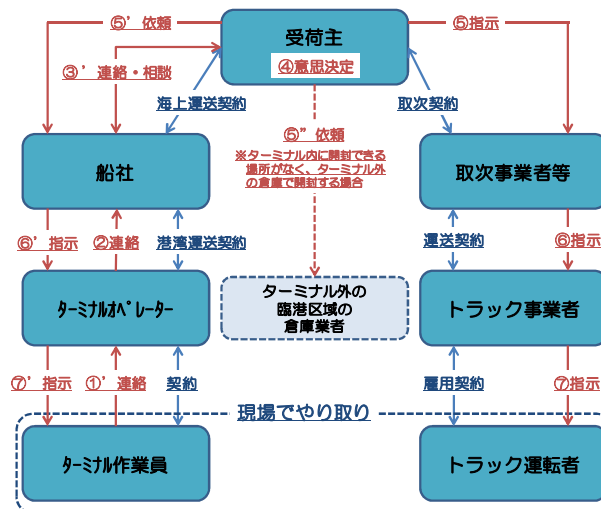 ⑤’依頼
受荷主
⑤指示
④意思決定
③’連絡・相談
海上運送契約
取次契約
⑤”依頼
※ターミナル内に開封できる
場所がなく、ターミナル外
の倉庫で開封する場合
船社
取次事業者等
⑥’指示
②連絡
港湾運送契約
運送契約
⑥指示
ﾀｰﾐﾅﾙｵﾍﾟﾚｰﾀｰ
ターミナル外の
臨港区域の
倉庫業者
トラック事業者
⑦’指示
①’連絡
契約
雇用契約
⑦指示
現場でやり取り
ﾀｰﾐﾅﾙ作業員
トラック運転者